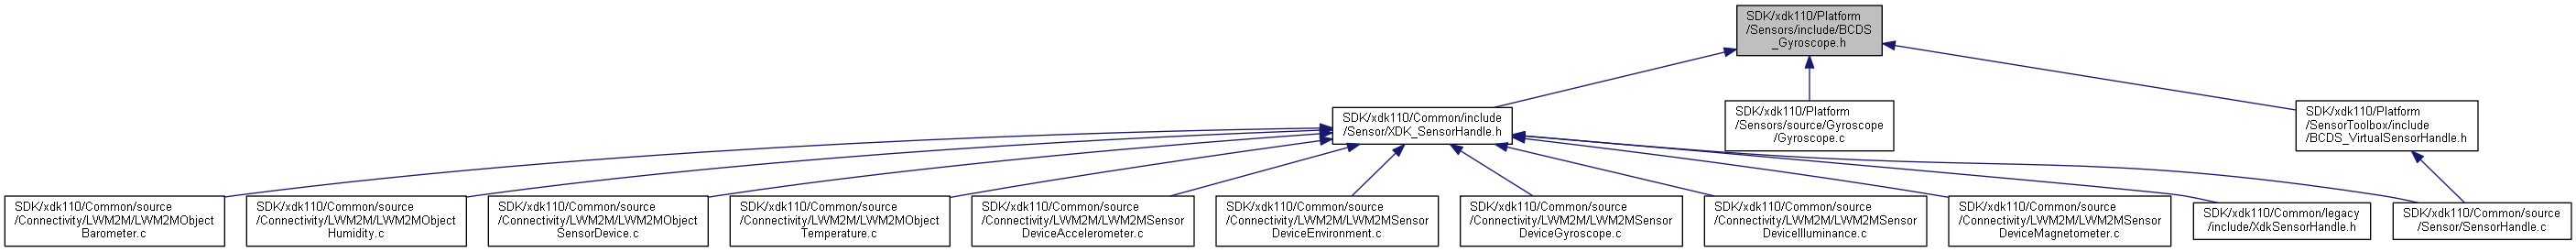 SDK/xdk110/Platform
/Sensors/include/BCDS
_Gyroscope.h
SDK/xdk110/Common/include
/Sensor/XDK_SensorHandle.h
SDK/xdk110/Platform
/Sensors/source/Gyroscope
/Gyroscope.c
SDK/xdk110/Platform
/SensorToolbox/include
/BCDS_VirtualSensorHandle.h
SDK/xdk110/Common/source
/Connectivity/LWM2M/LWM2MObject
Barometer.c
SDK/xdk110/Common/source
/Connectivity/LWM2M/LWM2MObject
Humidity.c
SDK/xdk110/Common/source
/Connectivity/LWM2M/LWM2MObject
SensorDevice.c
SDK/xdk110/Common/source
/Connectivity/LWM2M/LWM2MObject
Temperature.c
SDK/xdk110/Common/source
/Connectivity/LWM2M/LWM2MSensor
DeviceAccelerometer.c
SDK/xdk110/Common/source
/Connectivity/LWM2M/LWM2MSensor
DeviceEnvironment.c
SDK/xdk110/Common/source
/Connectivity/LWM2M/LWM2MSensor
DeviceGyroscope.c
SDK/xdk110/Common/source
/Connectivity/LWM2M/LWM2MSensor
DeviceIlluminance.c
SDK/xdk110/Common/source
/Connectivity/LWM2M/LWM2MSensor
DeviceMagnetometer.c
SDK/xdk110/Common/legacy
/include/XdkSensorHandle.h
SDK/xdk110/Common/source
/Sensor/SensorHandle.c